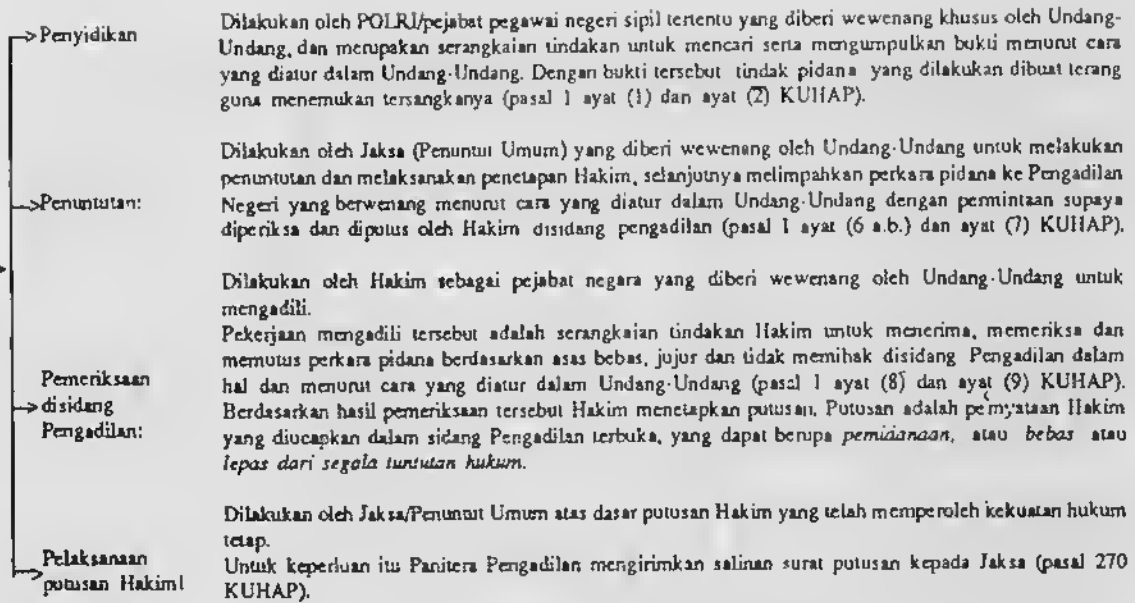 Penyidikan
Dilakukan oleh POLRI/pejabat pegawai negeri sipil tertentu yang diberi wewenang khusus oleh Undang-
Undang, dan merupakan serangkaian tindakan untuk mencari serta mengumpulkan bukti menurut cara
yang diatur dalam Undang-Undang. Dengan bukti tersebut tindak pidana yang dilakukan dibuat terang
guna menemukan tersangkanya (pasal 1 ayat (1) dan ayat (2) KUHAP).
Penuntutan:
Dilakukan oleh Jaksa (Penuntut Umum) yang diberi wewenang oleh Undang-Undang untuk melakukan
penuntutan dan melaksanakan penetapan Hakim, selanjutnya melimpahkan perkara pidana ke Pengadilan
Negeri yang berwenang menurut cara yang diatur dalam Undang-Undang dengan permintaan supaya
diperiksa dan diputus oleh Hakim disidang pengadilan (pasal 1 ayat (6 a.b.) dan ayat (7) KUHAP).
Pemeriksaan
disidang
Pengadilan:
Dilakukan oleh Hakim sebagai pejabat negara yang diberi wewenang oleh Undang-Undang untuk
mengadili.
Pekerjaan mengadili tersebut adalah serangkaian tindakan Hakim untuk menerima, memeriksa dan
memutus perkara pidana berdasarkan asas bebas, jujur dan tidak memihak disidang Pengadilan dalam
hal dan menurut cara yang diatur dalam Undang-Undang (pasal 1 ayat (8) dan ayat (9) KUHAP).
Berdasarkan hasil pemeriksaan tersebut Hakim menetapkan putusan. Putusan adalah pernyataan Hakim
yang diucapkan dalam sidang Pengadilan terbuka, yang dapat berupa pemidanaan, atau bebas atau
lepas dari segala tuntutan hukum.
Pelaksanaan
putusan Hakim!
Dilakukan oleh Jaksa/Penuntut Umum atas dasar putusan Hakim yang telah memperoleh kekuatan hukum
tetap.
Untuk keperluan itu Panitera Pengadilan mengirimkan salinan surat putusan kepada Jaksa (pasal 270
KUHAP).